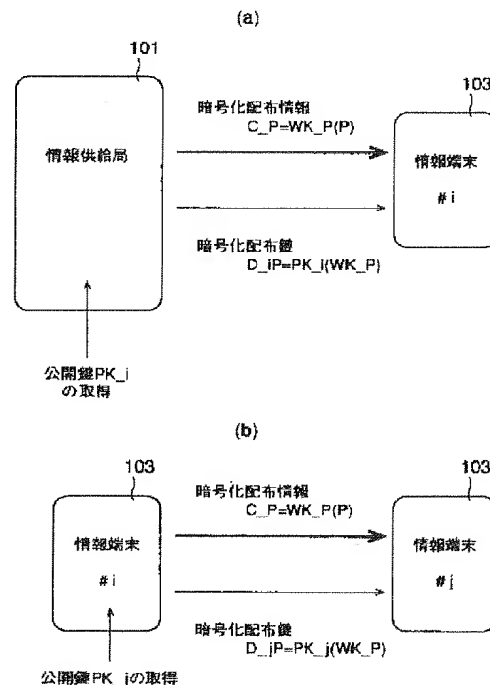 (a)
101
103
暗号化配布情報
C_P=WK_P(P)
情報供給局
情報端末
#i
暗号化配布鍵
D_iP=PK_i(WK_P)
公開鍵PK_i
の取得
(b)
103
103
暗号化配布情報
C_P=WK_P(P)
情報端末
情報端末
#i
#j
暗号化配布鍵
D_jP=PK_j(WK_P)
公開鍵PK_jの取得